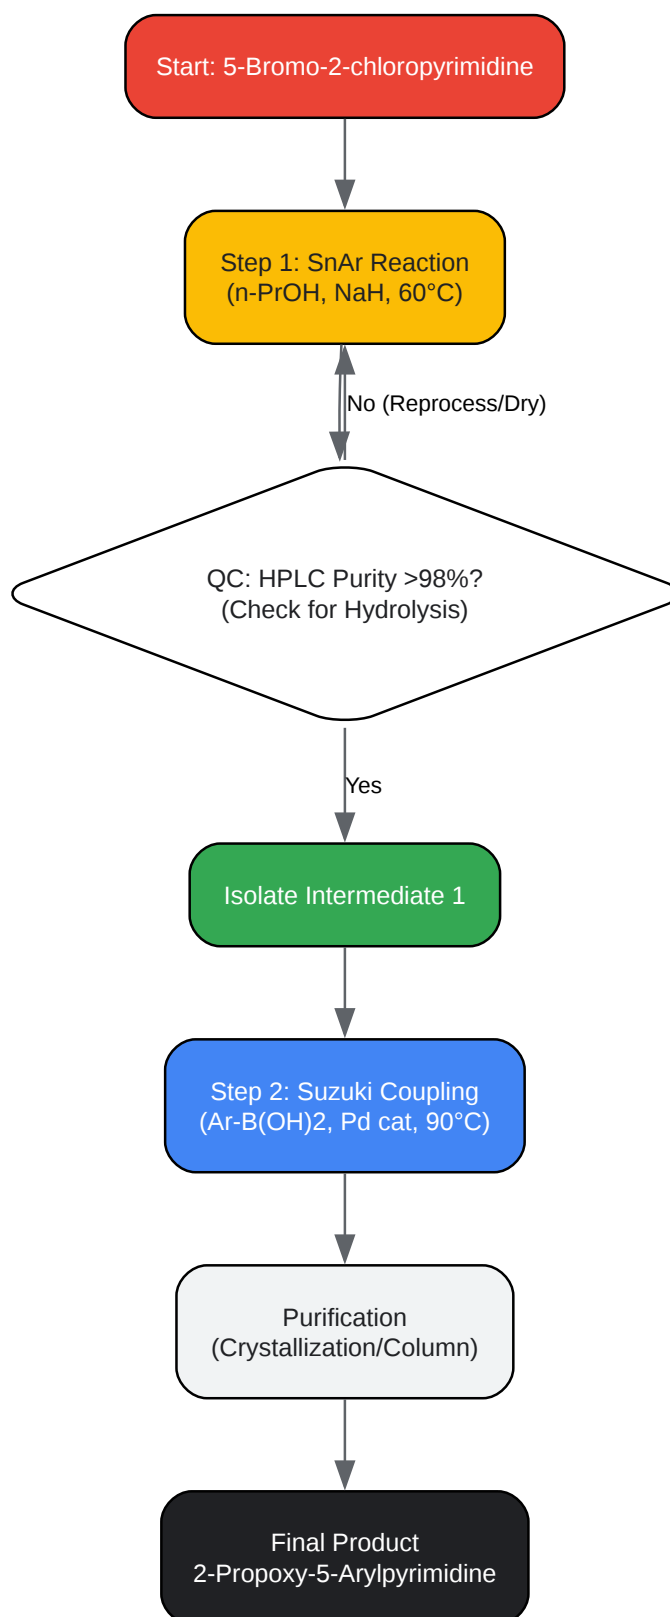 Start: 5-Bromo-2-chloropyrimidine
Step 1: SnAr Reaction
(n-PrOH, NaH, 60°C)
No (Reprocess/Dry)
QC: HPLC Purity >98%?
(Check for Hydrolysis)
Yes
Isolate Intermediate 1
Step 2: Suzuki Coupling
(Ar-B(OH)2, Pd cat, 90°C)
Purification
(Crystallization/Column)
Final Product
2-Propoxy-5-Arylpyrimidine